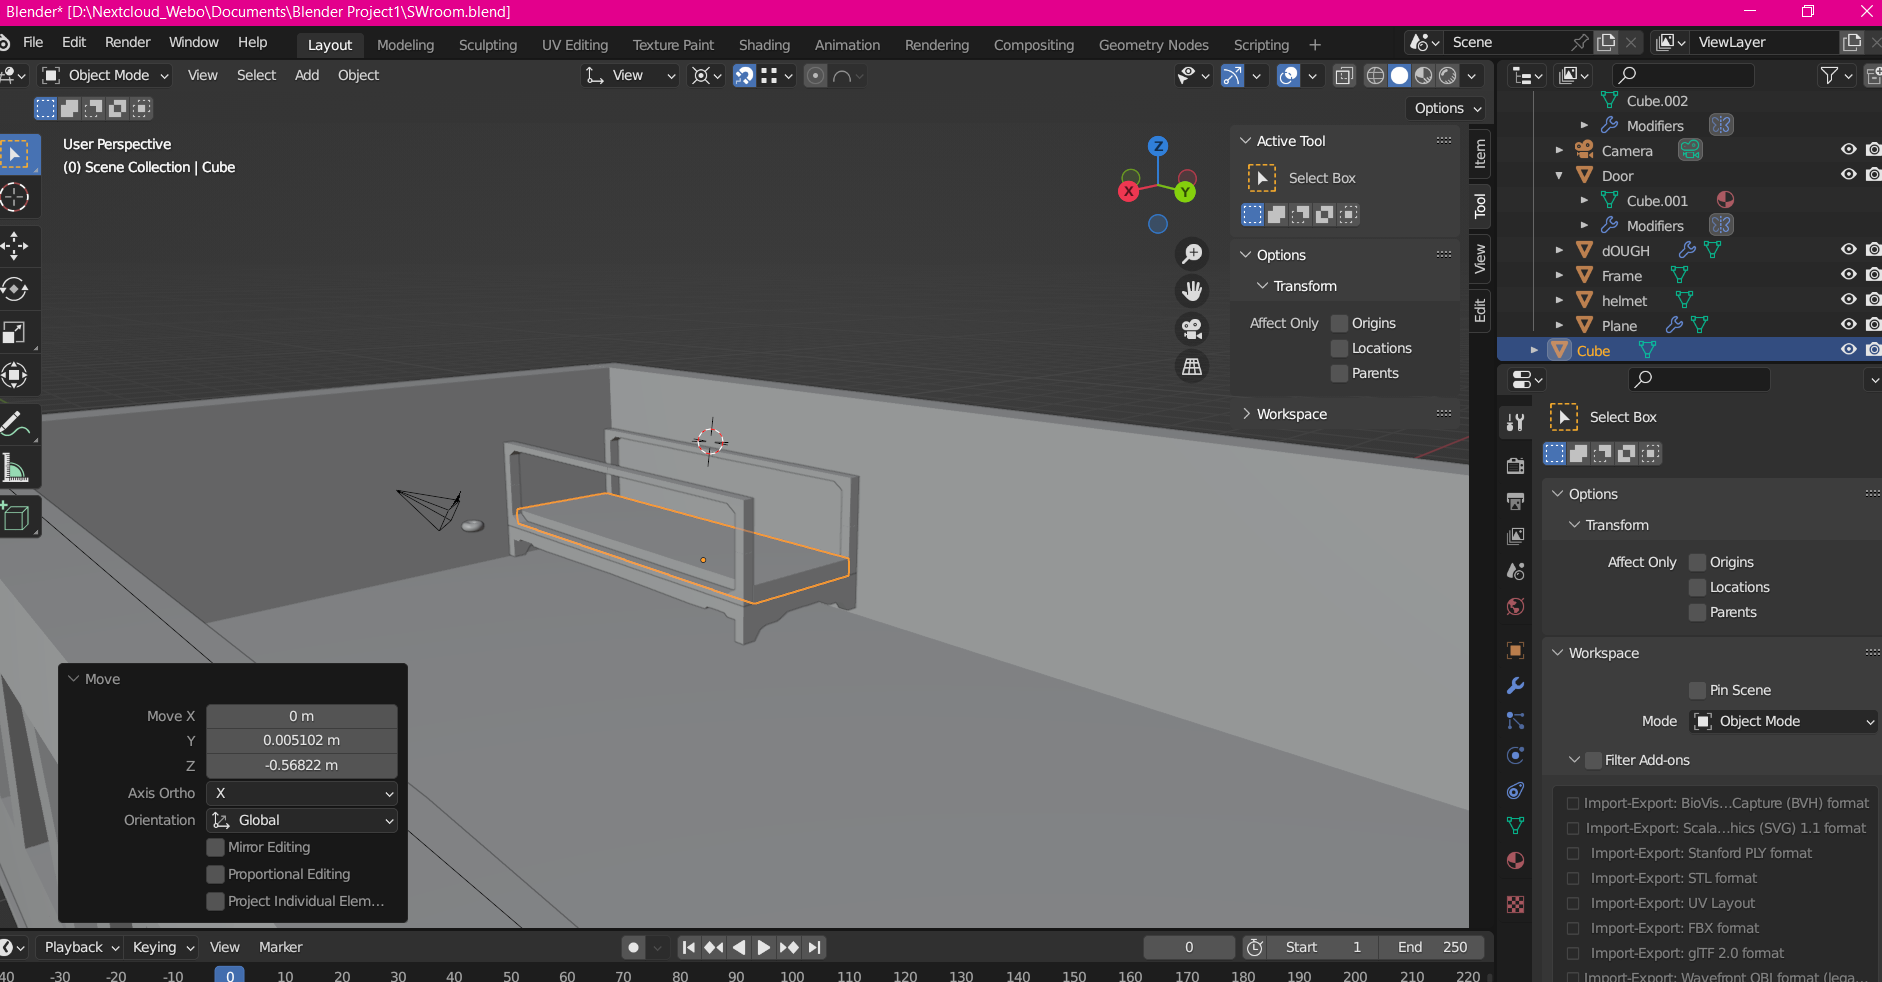 Blender* [D:\Nextcloud_Webo\Documents\Blender Project1\SWroom.blend]
File Edit Render Window Help Layout Modeling Sculpting UV Editing Texture Paint Shading Animation Rendering Compositing Geometry Nodes Scripting + Scene ViewLayer
Object Mode View Select Add Object View
Options
User Perspective
(0) Scene Collection | Cube
Z
X
Y
Active Tool
Select Box
Options
Transform
Affect Only Origins
Locations
Parents
Workspace
Item
Tool
View
Edit
Cube.002
Modifiers
Camera
Door
Cube.001
Modifiers
dOUGH
Frame
helmet
Plane
Cube
Select Box
Options
Transform
Affect Only Origins
Locations
Parents
Workspace
Pin Scene
Mode Object Mode
Filter Add-ons
Import-Export: BioVis...Capture (BVH) format
Import-Export: Scala...hics (SVG) 1.1 format
Import-Export: Stanford PLY format
Import-Export: STL format
Import-Export: UV Layout
Import-Export: FBX format
Import-Export: glTF 2.0 format
Import-Export: Wavefront OBJ format (lega...
Move
Move X 0 m
Y 0.005102 m
Z -0.56822 m
Axis Ortho X
Orientation Global
Mirror Editing
Proportional Editing
Project Individual Elem...
Playback Keying View Marker 0 Start 1 End 250
40 -30 -20 -10 0 10 20 30 40 50 60 70 80 90 100 110 120 130 140 150 160 170 180 190 200 210 220